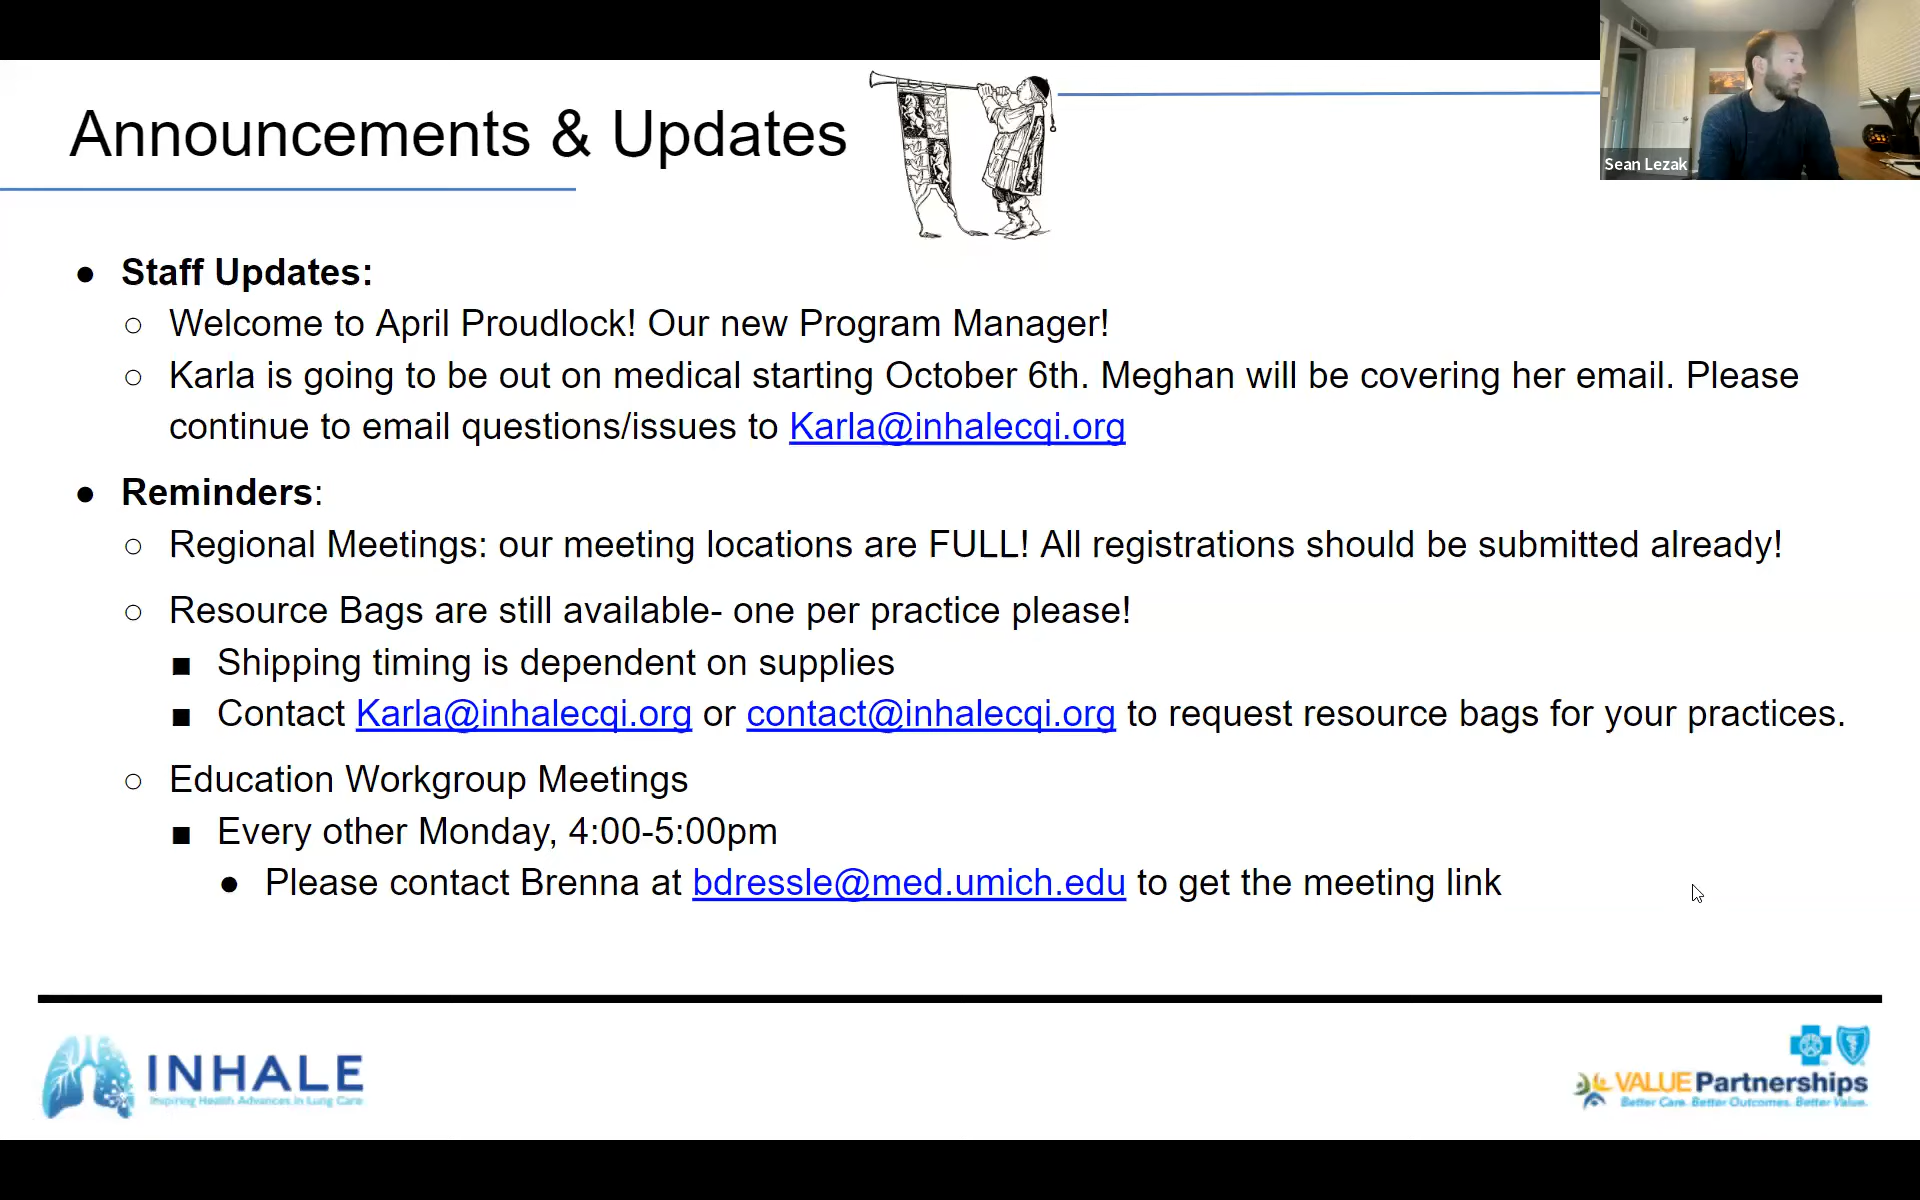 Announcements & Updates
Sean Lezak
● Staff Updates:
○ Welcome to April Proudlock! Our new Program Manager!
○ Karla is going to be out on medical starting October 6th. Meghan will be covering her email. Please
continue to email questions/issues to Karla@inhalecqi.org
● Reminders:
○ Regional Meetings: our meeting locations are FULL! All registrations should be submitted already!
○ Resource Bags are still available- one per practice please!
■ Shipping timing is dependent on supplies
■ Contact Karla@inhalecqi.org or contact@inhalecqi.org to request resource bags for your practices.
○ Education Workgroup Meetings
■ Every other Monday, 4:00-5:00pm
● Please contact Brenna at bdressle@med.umich.edu to get the meeting link
INHALE
Inspiring Health Advances in Lung Care
VALUE Partnerships
Better Care. Better Outcomes. Better Value.